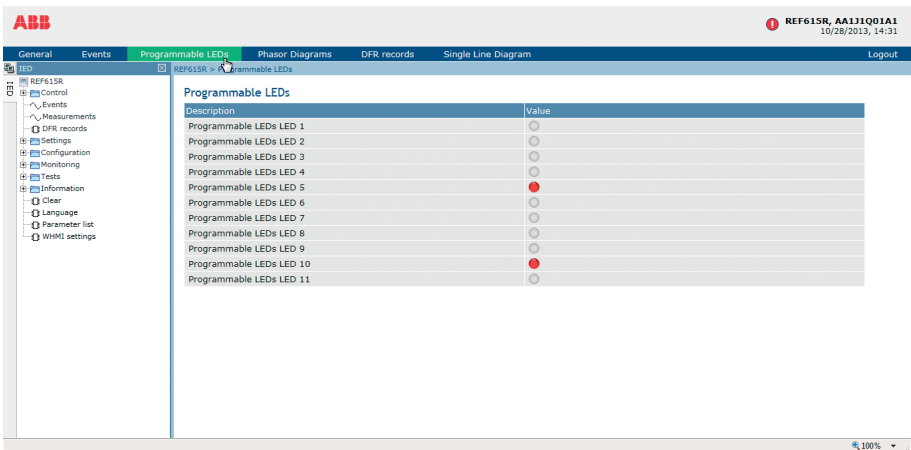 ABB
REF615R, AA1J1Q01A1
10/28/2013, 14:31
General Events Programmable LEDs Phasor Diagrams DFR records Single Line Diagram Logout
IED
REF615R > Programmable LEDs
IED
REF615R
Control
Events
Measurements
DFR records
Settings
Configuration
Monitoring
Tests
Information
Clear
Language
Parameter list
WHMI settings
Programmable LEDs
Description Value
Programmable LEDs LED 1
Programmable LEDs LED 2
Programmable LEDs LED 3
Programmable LEDs LED 4
Programmable LEDs LED 5
Programmable LEDs LED 6
Programmable LEDs LED 7
Programmable LEDs LED 8
Programmable LEDs LED 9
Programmable LEDs LED 10
Programmable LEDs LED 11
100%